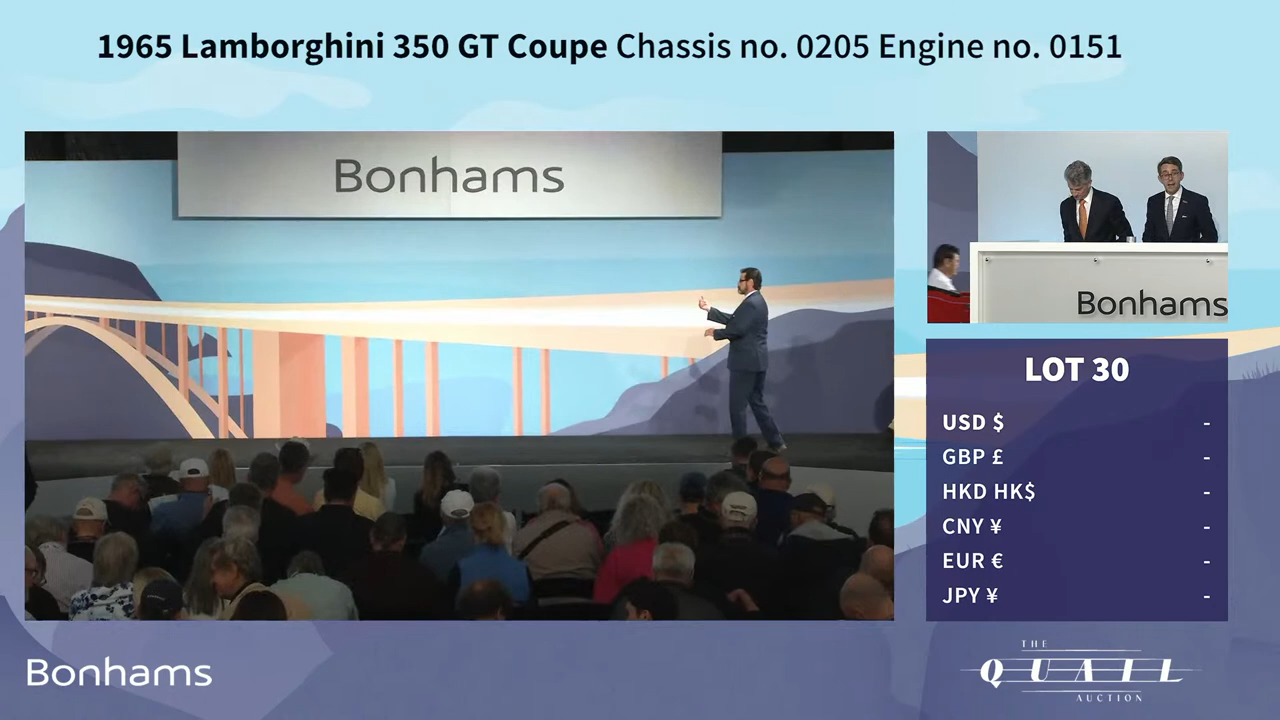 1965 Lamborghini 350 GT Coupe Chassis no. 0205 Engine no. 0151
Bonhams
Bonhams
LOT 30
USD $ -
GBP £ -
HKD HK$ -
CNY ¥ -
EUR € -
JPY ¥ -
Bonhams
THE
QUAIL
AUCTION